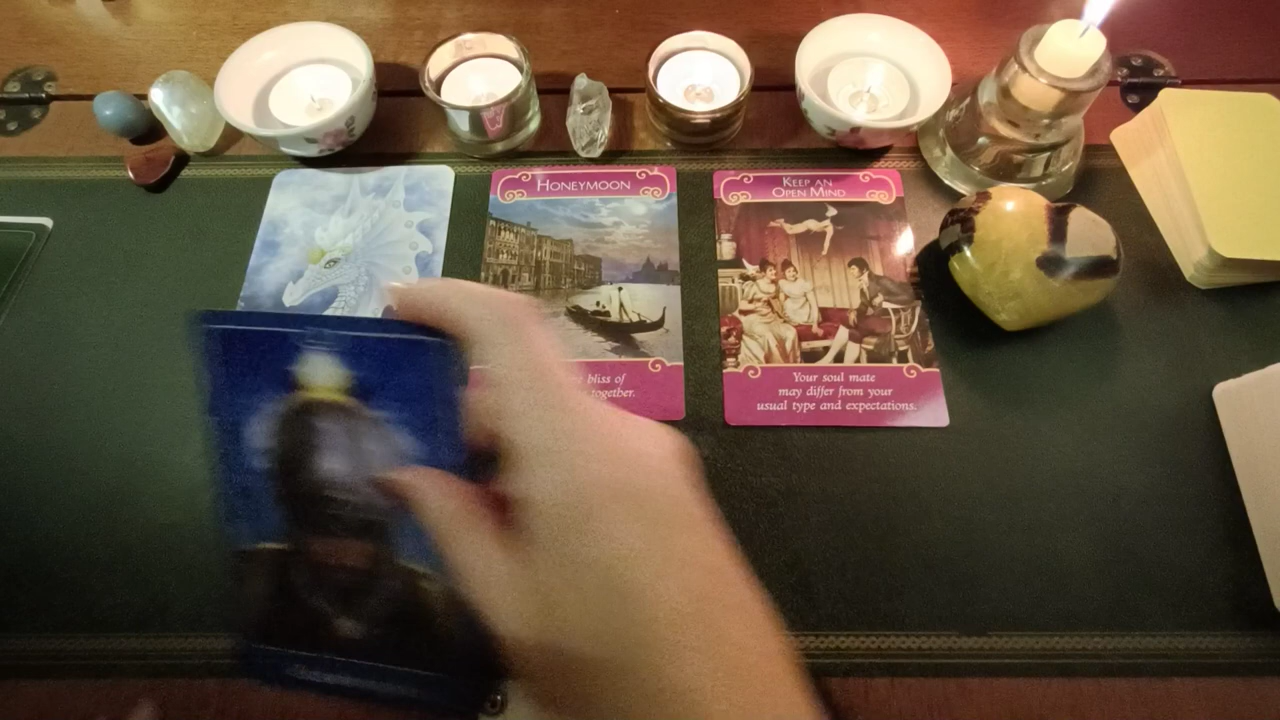 HONEYMOON
KEEP AN
OPEN MIND
bliss of
together.
Your soul mate
may differ from your
usual type and expectations.